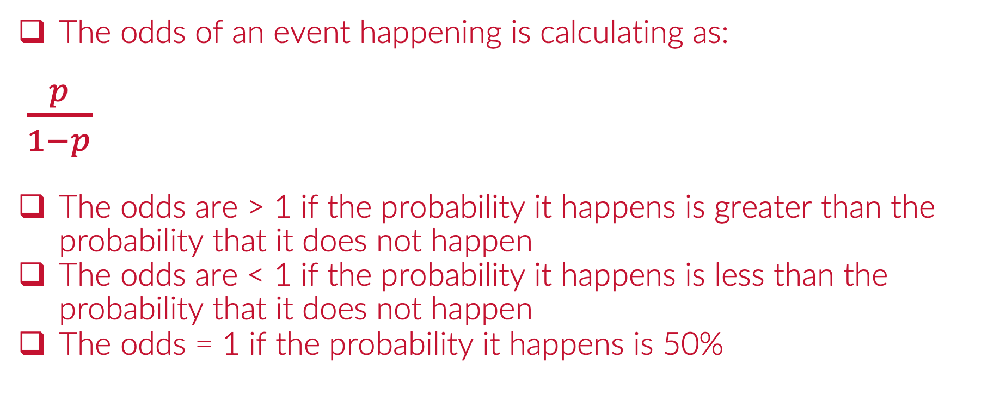 ❑ The odds of an event happening is calculating as:
p
1−p
❑ The odds are > 1 if the probability it happens is greater than the
probability that it does not happen
❑ The odds are < 1 if the probability it happens is less than the
probability that it does not happen
❑ The odds = 1 if the probability it happens is 50%